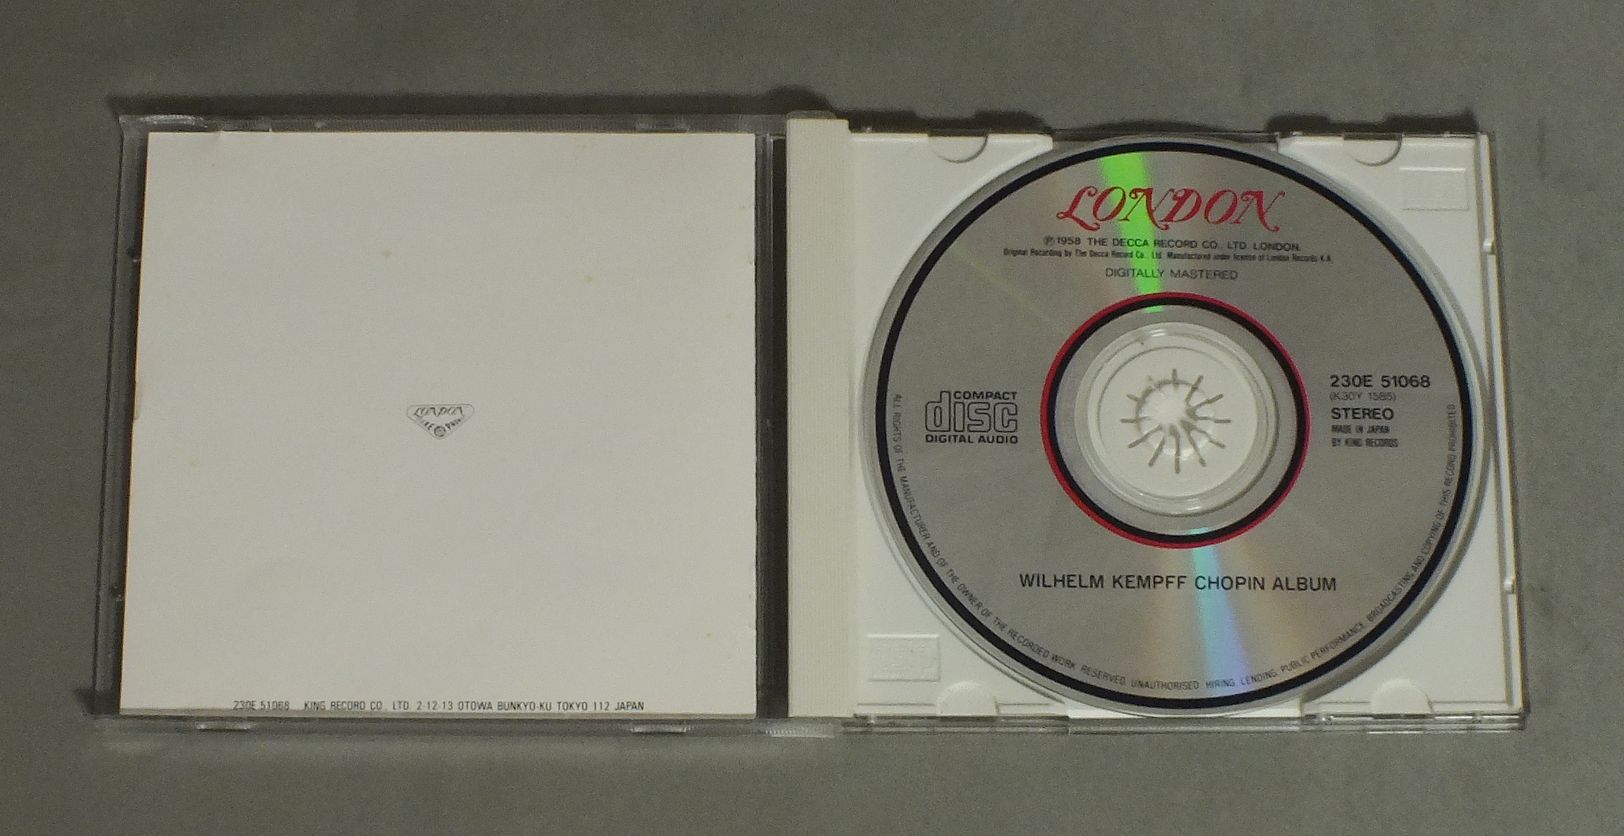 LONDON
230E 51068 KING RECORD CO., LTD. 2-12-13 OTOWA BUNKYO-KU TOKYO 112 JAPAN
LONDON
Ⓟ1958 THE DECCA RECORD CO., LTD. LONDON.
Original Recording by The Decca Record Co., Ltd. Manufactured under license of London Records K.K.
DIGITALLY MASTERED
COMPACT
disc
DIGITAL AUDIO
230E 51068
(K30Y 1585)
STEREO
MADE IN JAPAN
BY KING RECORDS
WILHELM KEMPFF CHOPIN ALBUM
ALL RIGHTS OF THE MANUFACTURER AND OF THE OWNER OF THE RECORDED WORK RESERVED. UNAUTHORISED HIRING, LENDING, PUBLIC PERFORMANCE, BROADCASTING AND COPYING OF THIS RECORD PROHIBITED